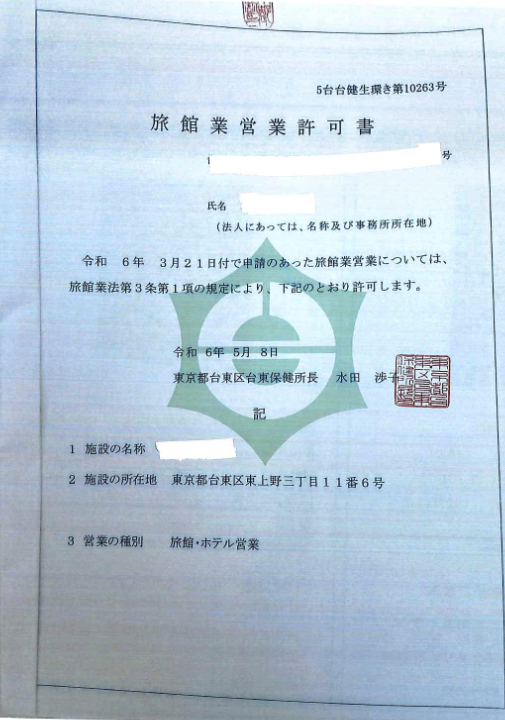 5台台健生環き第10263号
旅館業営業許可書
号
氏名
(法人にあっては、名称及び事務所所在地)
令和 6年 3月21日付で申請のあった旅館業営業については、
旅館業法第3条第1項の規定により、下記のとおり許可します。
令和 6年 5月 8日
東京都台東区台東保健所長 水田 渉子
記
1 施設の名称
2 施設の所在地 東京都台東区東上野三丁目11番6号
3 営業の種別 旅館・ホテル営業